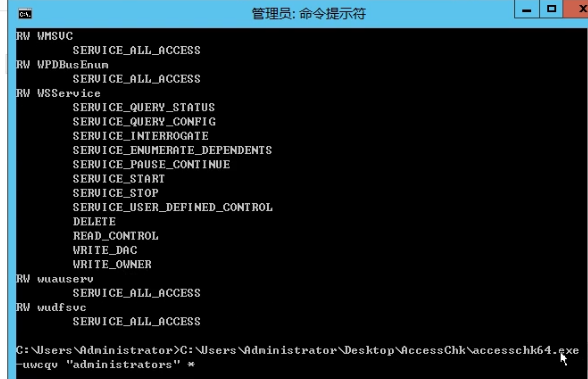 管理员: 命令提示符
RW WMSVC
SERVICE_ALL_ACCESS
RW WPDBusEnum
SERVICE_ALL_ACCESS
RW WSService
SERVICE_QUERY_STATUS
SERVICE_QUERY_CONFIG
SERVICE_INTERROGATE
SERVICE_ENUMERATE_DEPENDENTS
SERVICE_PAUSE_CONTINUE
SERVICE_START
SERVICE_STOP
SERVICE_USER_DEFINED_CONTROL
DELETE
READ_CONTROL
WRITE_DAC
WRITE_OWNER
RW wuauserv
SERVICE_ALL_ACCESS
RW wudfsvc
SERVICE_ALL_ACCESS
C:\Users\Administrator>C:\Users\Administrator\Desktop\AccessChk\accesschk64.exe
-uwcqv "administrators" *